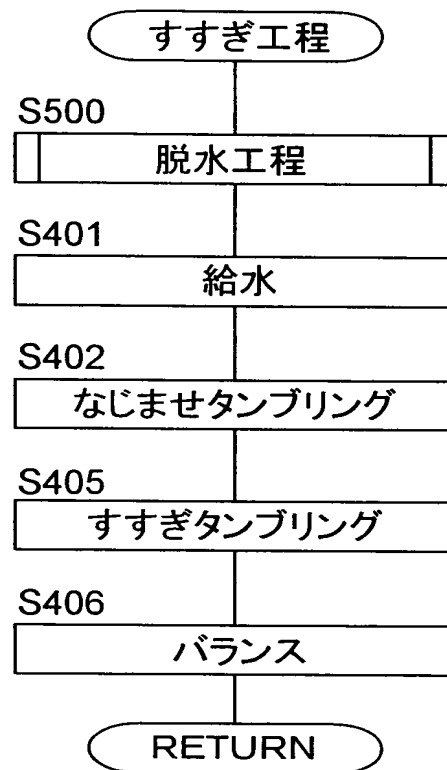 すすぎ工程
S500
脱水工程
S401
給水
S402
なじませタンブリング
S405
すすぎタンブリング
S406
バランス
RETURN